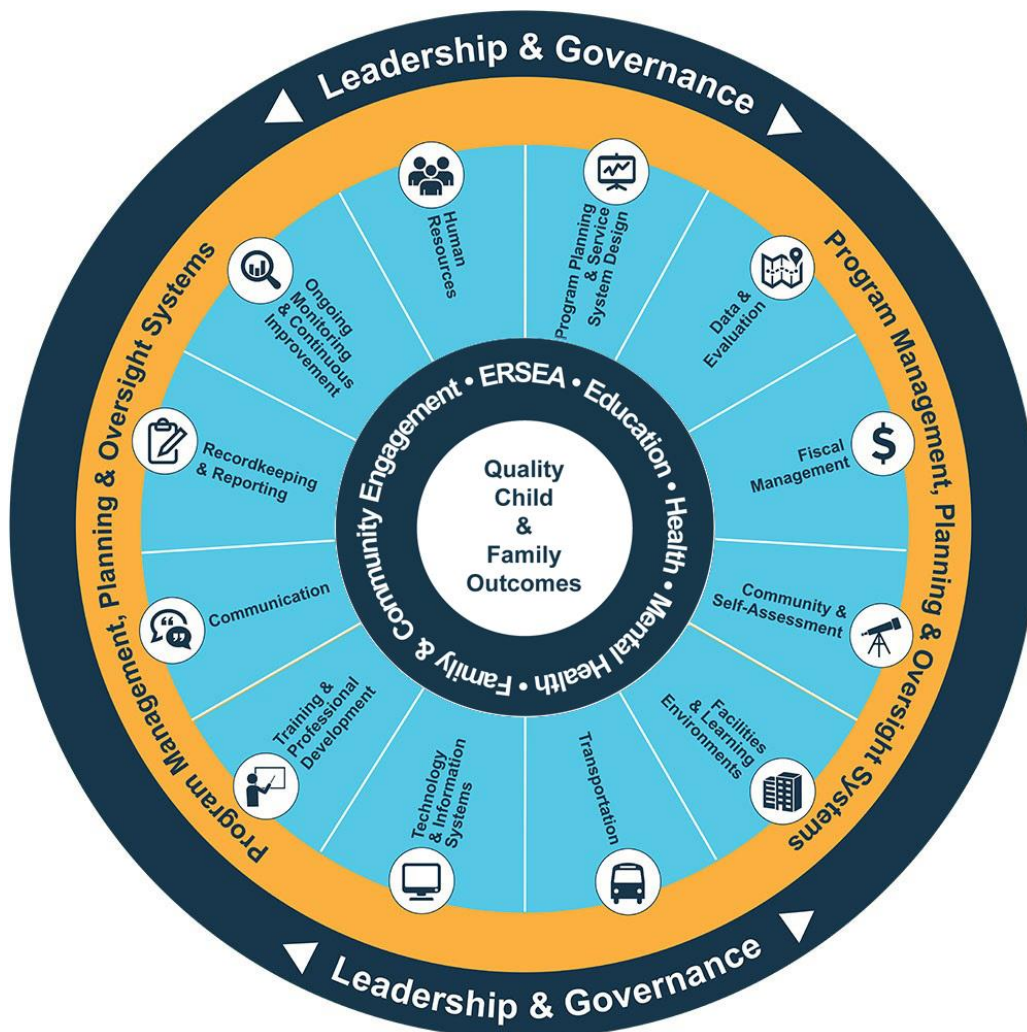 Leadership & Governance
Program Management, Planning & Oversight Systems
Program Management, Planning & Oversight Systems
Program Planning
& Service
System Design
Data &
Evaluation
Fiscal
Management
Community &
Self-Assessment
Facilities
& Learning
Environments
Transportation
Technology
& Information
Systems
Training &
Professional
Development
Communication
Recordkeeping
& Reporting
Ongoing
Monitoring
& Continuous
Improvement
Human
Resources
ERSEA • Education • Health • Mental Health • Family & Community Engagement •
Quality
Child
&
Family
Outcomes
Leadership & Governance